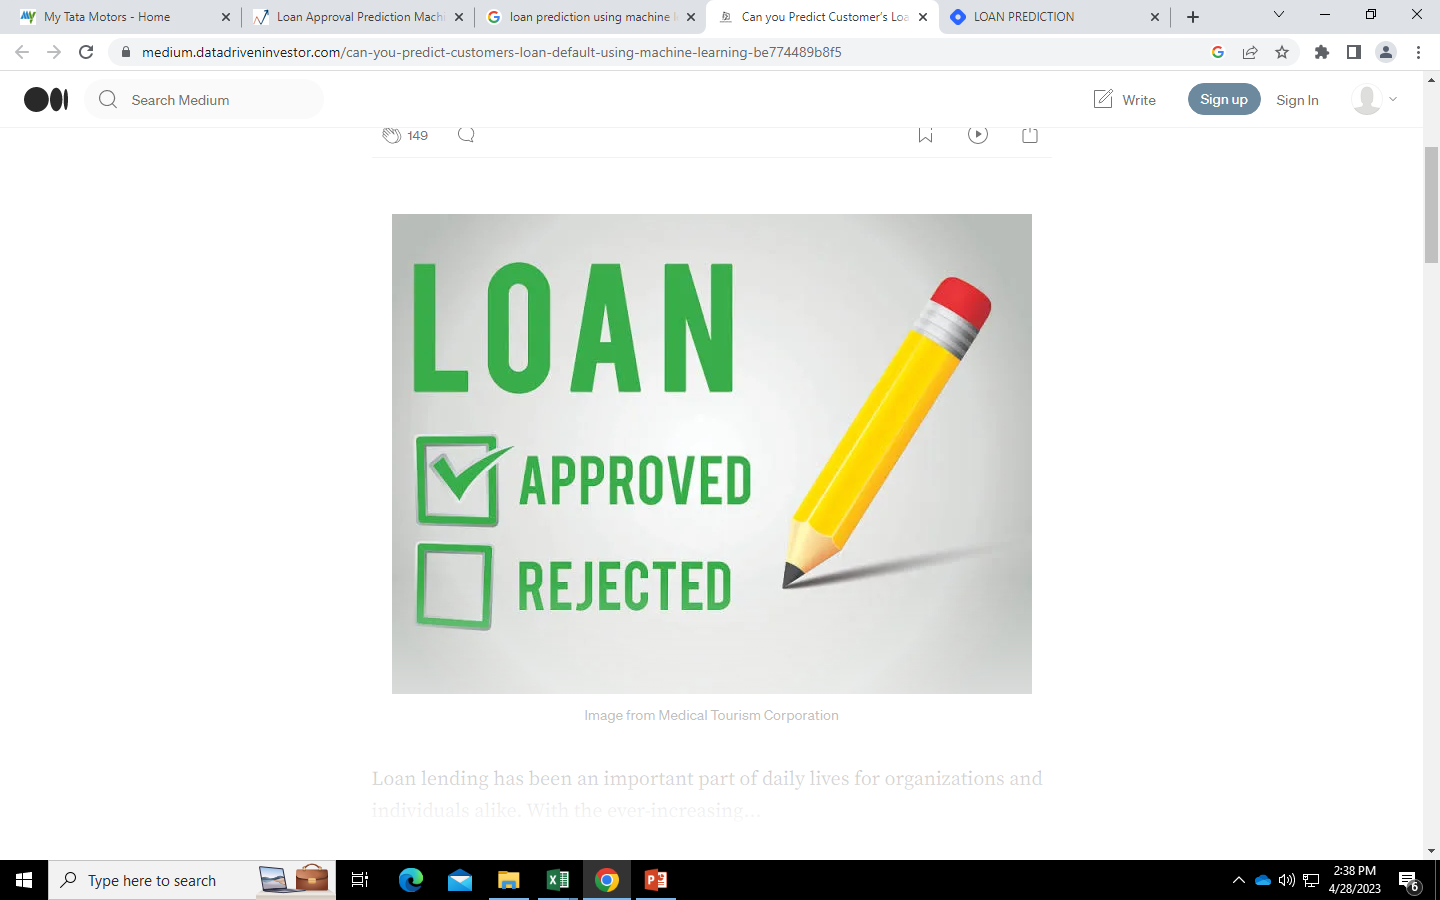 My Tata Motors - Home
Loan Approval Prediction Machi
loan prediction using machine l
Can you Predict Customer's Loa
LOAN PREDICTION
medium.datadriveninvestor.com/can-you-predict-customers-loan-default-using-machine-learning-be774489b8f5
Search Medium
Write
Sign up
Sign In
149
LOAN
APPROVED
REJECTED
Image from Medical Tourism Corporation
Loan lending has been an important part of daily lives for organizations and
individuals alike. With the ever-increasing…
Type here to search
2:38 PM
4/28/2023
6